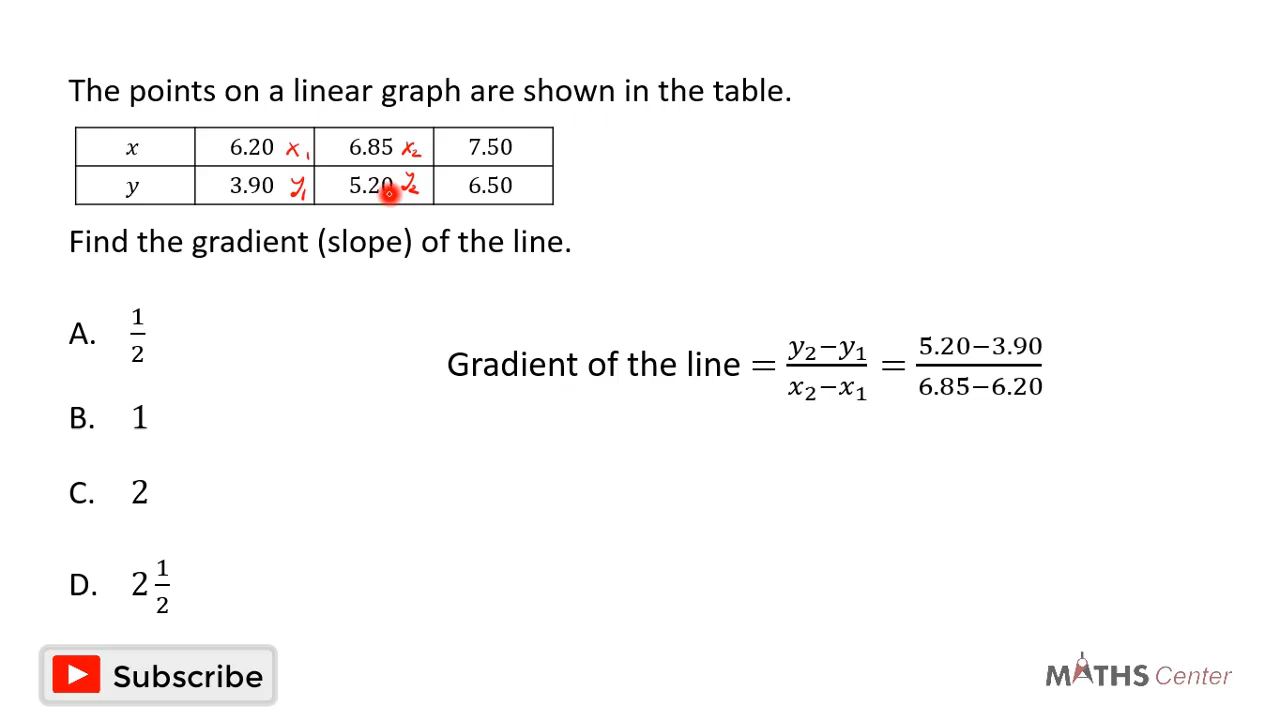 The points on a linear graph are shown in the table.
x 6.20 x₁ 6.85 x₂ 7.50
y 3.90 y₁ 5.20 y₂ 6.50
Find the gradient (slope) of the line.
A. 1/2
Gradient of the line = (y₂−y₁)/(x₂−x₁) = (5.20−3.90)/(6.85−6.20)
B. 1
C. 2
D. 2 1/2
Subscribe
MATHS Center